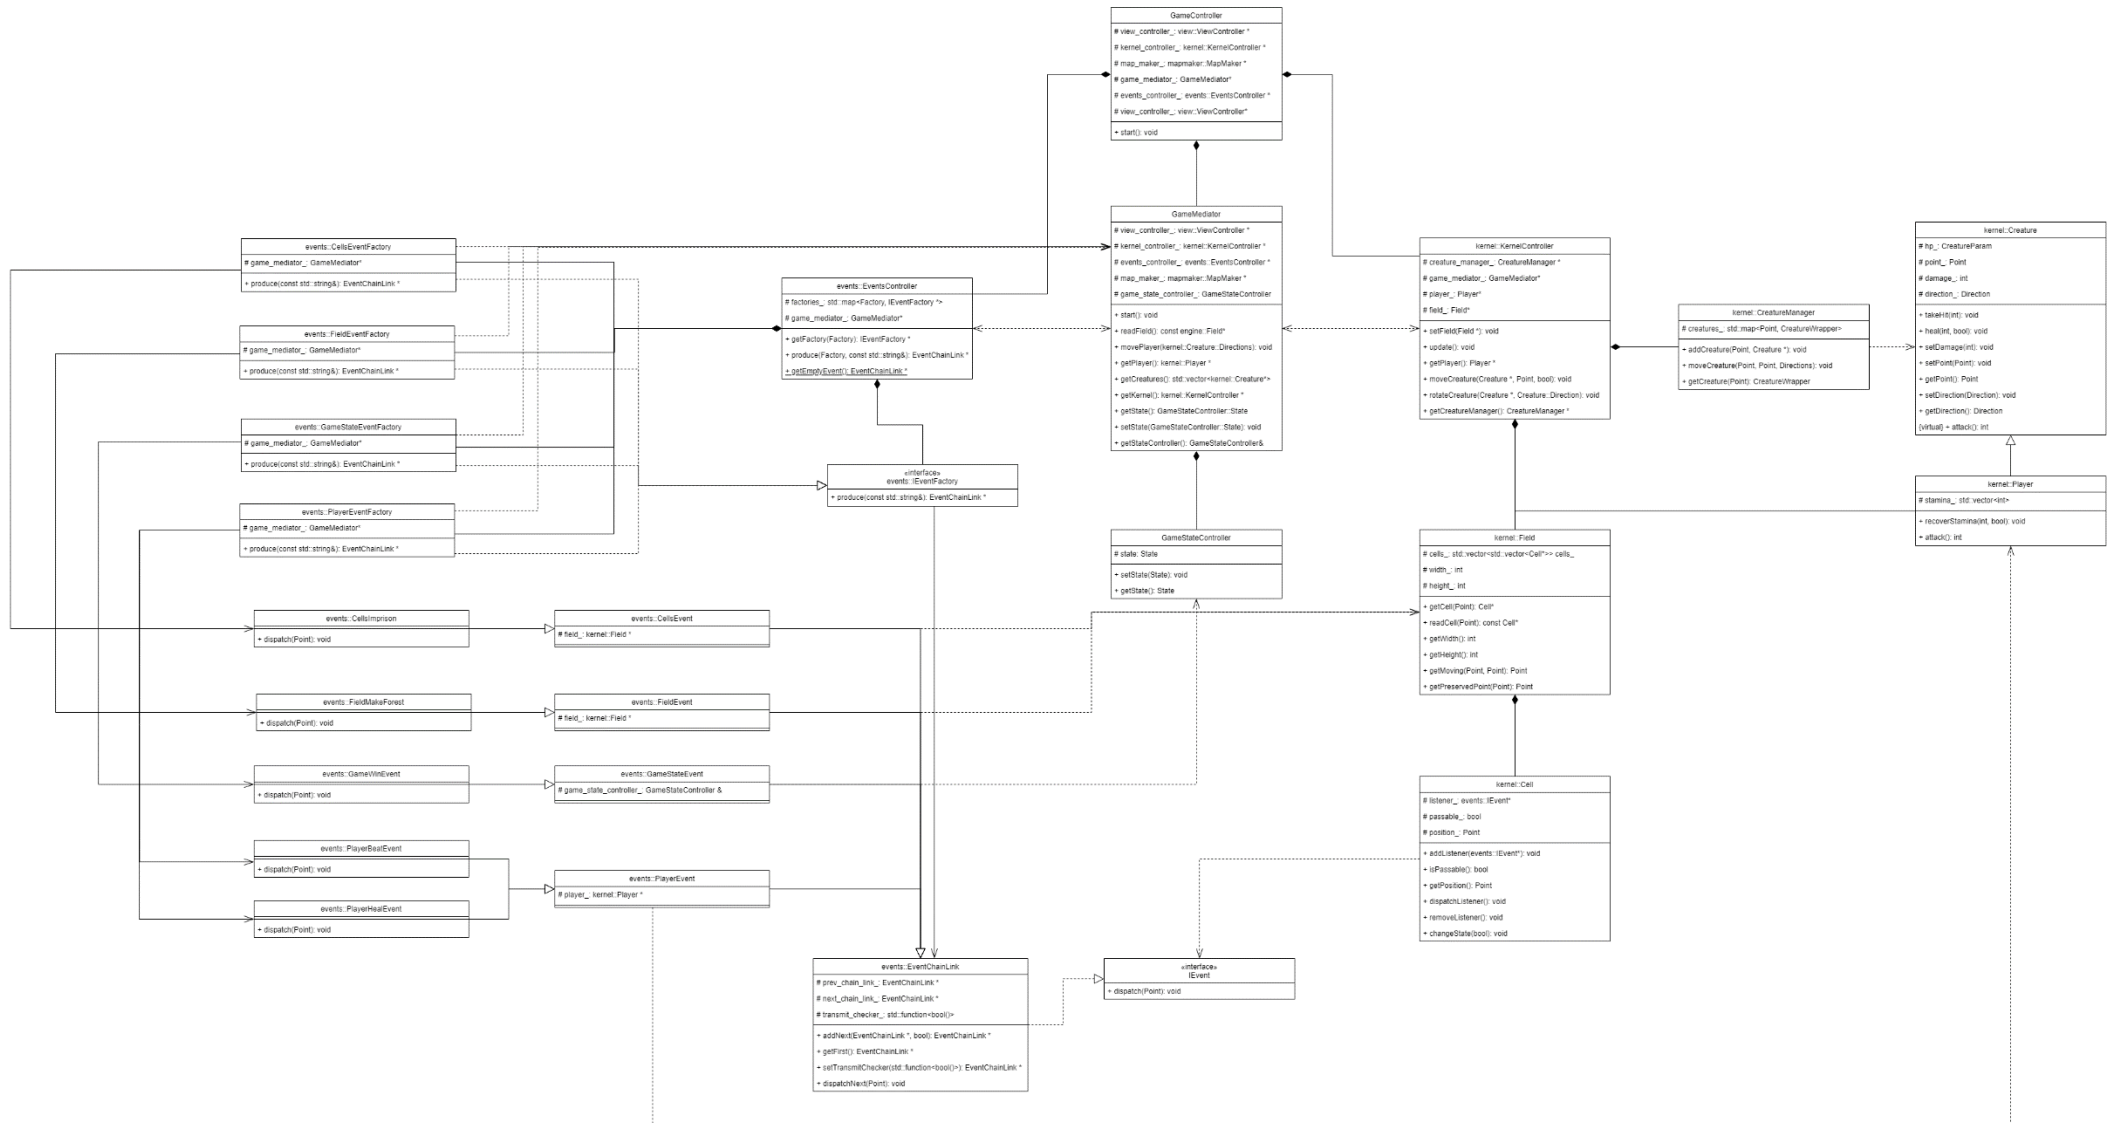 GameController
# view_controller_: view::ViewController *
# kernel_controller_: kernel::KernelController *
# map_maker_: mapmaker::MapMaker *
# game_mediator_: GameMediator*
# events_controller_: events::EventsController *
# view_controller_: view::ViewController*
+ start(): void
GameMediator
# view_controller_: view::ViewController *
# kernel_controller_: kernel::KernelController *
# events_controller_: events::EventsController *
# map_maker_: mapmaker::MapMaker *
# game_state_controller_: GameStateController
+ start(): void
+ readField(): const engine::Field*
+ movePlayer(kernel::Creature::Directions): void
+ getPlayer(): kernel::Player *
+ getCreatures(): std::vector<kernel::Creature*>
+ getKernel(): kernel::KernelController *
+ getState(): GameStateController::State
+ setState(GameStateController::State): void
+ getStateController(): GameStateController&
kernel::Creature
# hp_: CreatureParam
# point_: Point
# damage_: int
# direction_: Direction
+ takeHit(int): void
+ heal(int, bool): void
+ setDamage(int): void
+ setPoint(Point): void
+ getPoint(): Point
+ setDirection(Direction): void
+ getDirection(): Direction
{virtual} = attack(): int
kernel::KernelController
# creature_manager_: CreatureManager *
# game_mediator_: GameMediator*
# player_: Player*
# field_: Field*
+ setField(Field *): void
+ update(): void
+ getPlayer(): Player *
+ moveCreature(Creature *, Point, bool): void
+ rotateCreature(Creature *, Creature::Direction): void
+ getCreatureManager(): CreatureManager *
kernel::CreatureManager
# creatures_: std::map<Point, CreatureWrapper>
+ addCreature(Point, Creature *): void
+ moveCreature(Point, Point, Directions): void
+ getCreature(Point): CreatureWrapper
events::CellsEventFactory
# game_mediator_: GameMediator*
+ produce(const std::string&): EventChainLink *
events::EventsController
# factories_: std::map<Factory, IEventFactory *>
# game_mediator_: GameMediator*
+ getFactory(Factory): IEventFactory *
+ produce(Factory, const std::string&): EventChainLink *
+ getEmptyEvent(): EventChainLink *
events::FieldEventFactory
# game_mediator_: GameMediator*
+ produce(const std::string&): EventChainLink *
events::GameStateEventFactory
# game_mediator_: GameMediator*
+ produce(const std::string&): EventChainLink *
«interface»
events::IEventFactory
+ produce(const std::string&): EventChainLink *
kernel::Player
# stamina_: std::vector<int>
+ recoverStamina(int, bool): void
+ attack(): int
events::PlayerEventFactory
# game_mediator_: GameMediator*
+ produce(const std::string&): EventChainLink *
GameStateController
# state: State
+ setState(State): void
+ getState(): State
kernel::Field
# cells_: std::vector<std::vector<Cell*>> cells_
# width_: int
# height_: int
+ getCell(Point): Cell*
+ readCell(Point): const Cell*
+ getWidth(): int
+ getHeight(): int
+ getMoving(Point, Point): Point
+ getPreservedPoint(Point): Point
events::CellsImprison
+ dispatch(Point): void
events::CellsEvent
# field_: kernel::Field *
events::FieldMakeForest
+ dispatch(Point): void
events::FieldEvent
# field_: kernel::Field *
events::GameWinEvent
+ dispatch(Point): void
events::GameStateEvent
# game_state_controller_: GameStateController &
kernel::Cell
# listener_: events::IEvent*
# passable_: bool
# position_: Point
+ addListener(events::IEvent*): void
+ isPassable(): bool
+ getPosition(): Point
+ dispatchListener(): void
+ removeListener(): void
+ changeState(bool): void
events::PlayerBeatEvent
+ dispatch(Point): void
events::PlayerEvent
# player_: kernel::Player *
events::PlayerHealEvent
+ dispatch(Point): void
events::EventChainLink
# prev_chain_link_: EventChainLink *
# next_chain_link_: EventChainLink *
# transmit_checker_: std::function<bool()>
+ addNext(EventChainLink *, bool): EventChainLink *
+ getFirst(): EventChainLink *
+ setTransmitChecker(std::function<bool()>): EventChainLink *
+ dispatchNext(Point): void
«interface»
IEvent
+ dispatch(Point): void